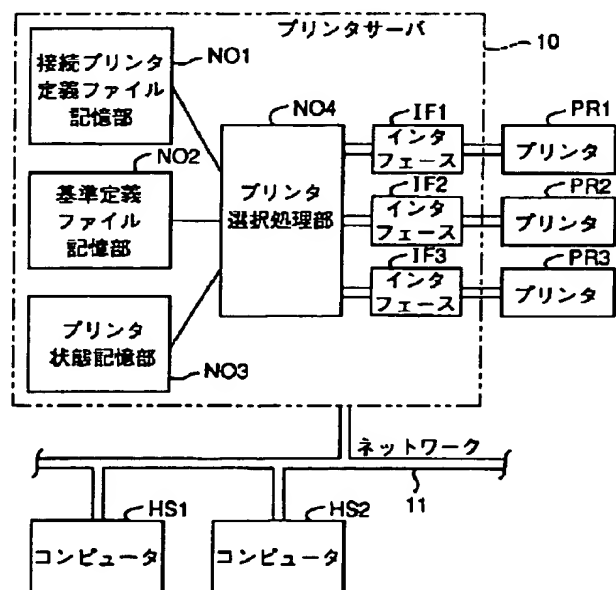 プリンタサーバ
10
接続プリンタ
定義ファイル
記憶部
NO1
NO2
基準定義
ファイル
記憶部
プリンタ
状態記憶部
NO3
NO4
プリンタ
選択処理部
IF1
インタ
フェース
IF2
インタ
フェース
IF3
インタ
フェース
PR1
プリンタ
PR2
プリンタ
PR3
プリンタ
ネットワーク
11
HS1
コンピュータ
HS2
コンピュータ